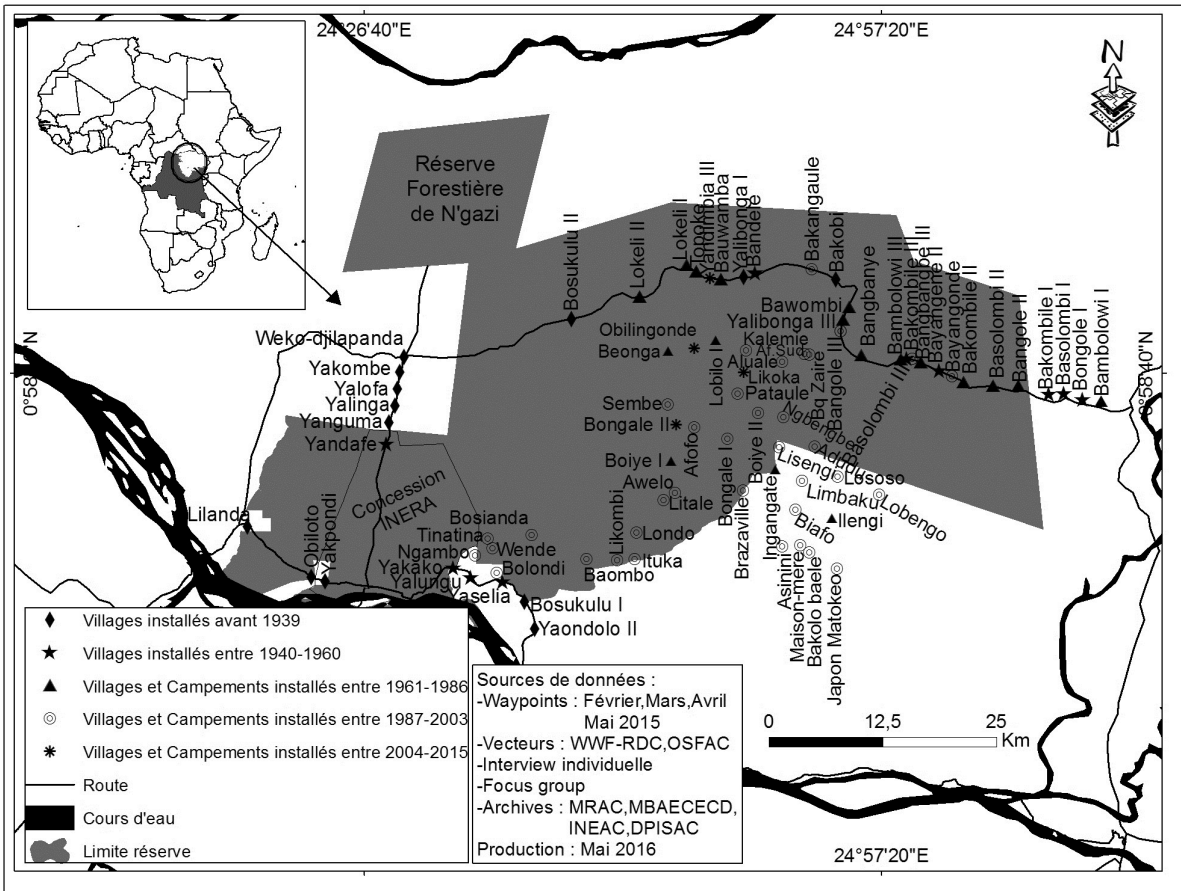 24°26'40"E
24°57'20"E
N
Réserve
Forestière
de N'gazi
Bosukulu II
Lokeli II
Lokeli I
Topoke
Yandimbia III
Bauwamba
Yalibonga I
Bandele
Bakangaule
Bakobi
Bangbanye
Bambolowi III
Bakombile II
Bayangene II
Bayangonde
Bakombile II
Basolombi II
Bangole II
Bakombile I
Basolombi I
Bongole I
Bambolowi I
Weko-djilapanda
Yakombe
Yalofa
Yalinga
Yanguma
Yandafe
0°58'
N
0°58'40"N
Bawombi
Yalibonga III
Obilingonde
Beonga
Lobilo II
Kalemie
Af.Sud
Aluale
Likoka
Pataule
Bq Zaire
Bangole III
Basolombi III
Sembe
Bongale II
Afofo
Bongale I
Boiye II
Ngbengbe
Boiye I
Awelo
Litale
Brazaville
Ingangate
Lisengi
Lososo
Limbaku
Lobengo
Biafo
Ilengi
Concession
INERA
Lilanda
Obiloto
Yakpondi
Bosianda
Tinatina
Ngambo
Wende
Yakako
Bolondi
Yalungu
Yaselia
Likombi
Londo
Ituka
Baombo
Asinini
Maison-mère
Bakolo baele
Japon Matokeo
Bosukulu I
Yaondolo II
Villages installés avant 1939
Villages installés entre 1940-1960
Villages et Campements installés entre 1961-1986
Villages et Campements installés entre 1987-2003
Villages et Campements installés entre 2004-2015
Route
Cours d'eau
Limite réserve
Sources de données :
-Waypoints : Février,Mars,Avril
Mai 2015
-Vecteurs : WWF-RDC,OSFAC
-Interview individuelle
-Focus group
-Archives : MRAC,MBAECECD,
INEAC,DPISAC
Production : Mai 2016
0 12,5 25
Km
24°57'20"E